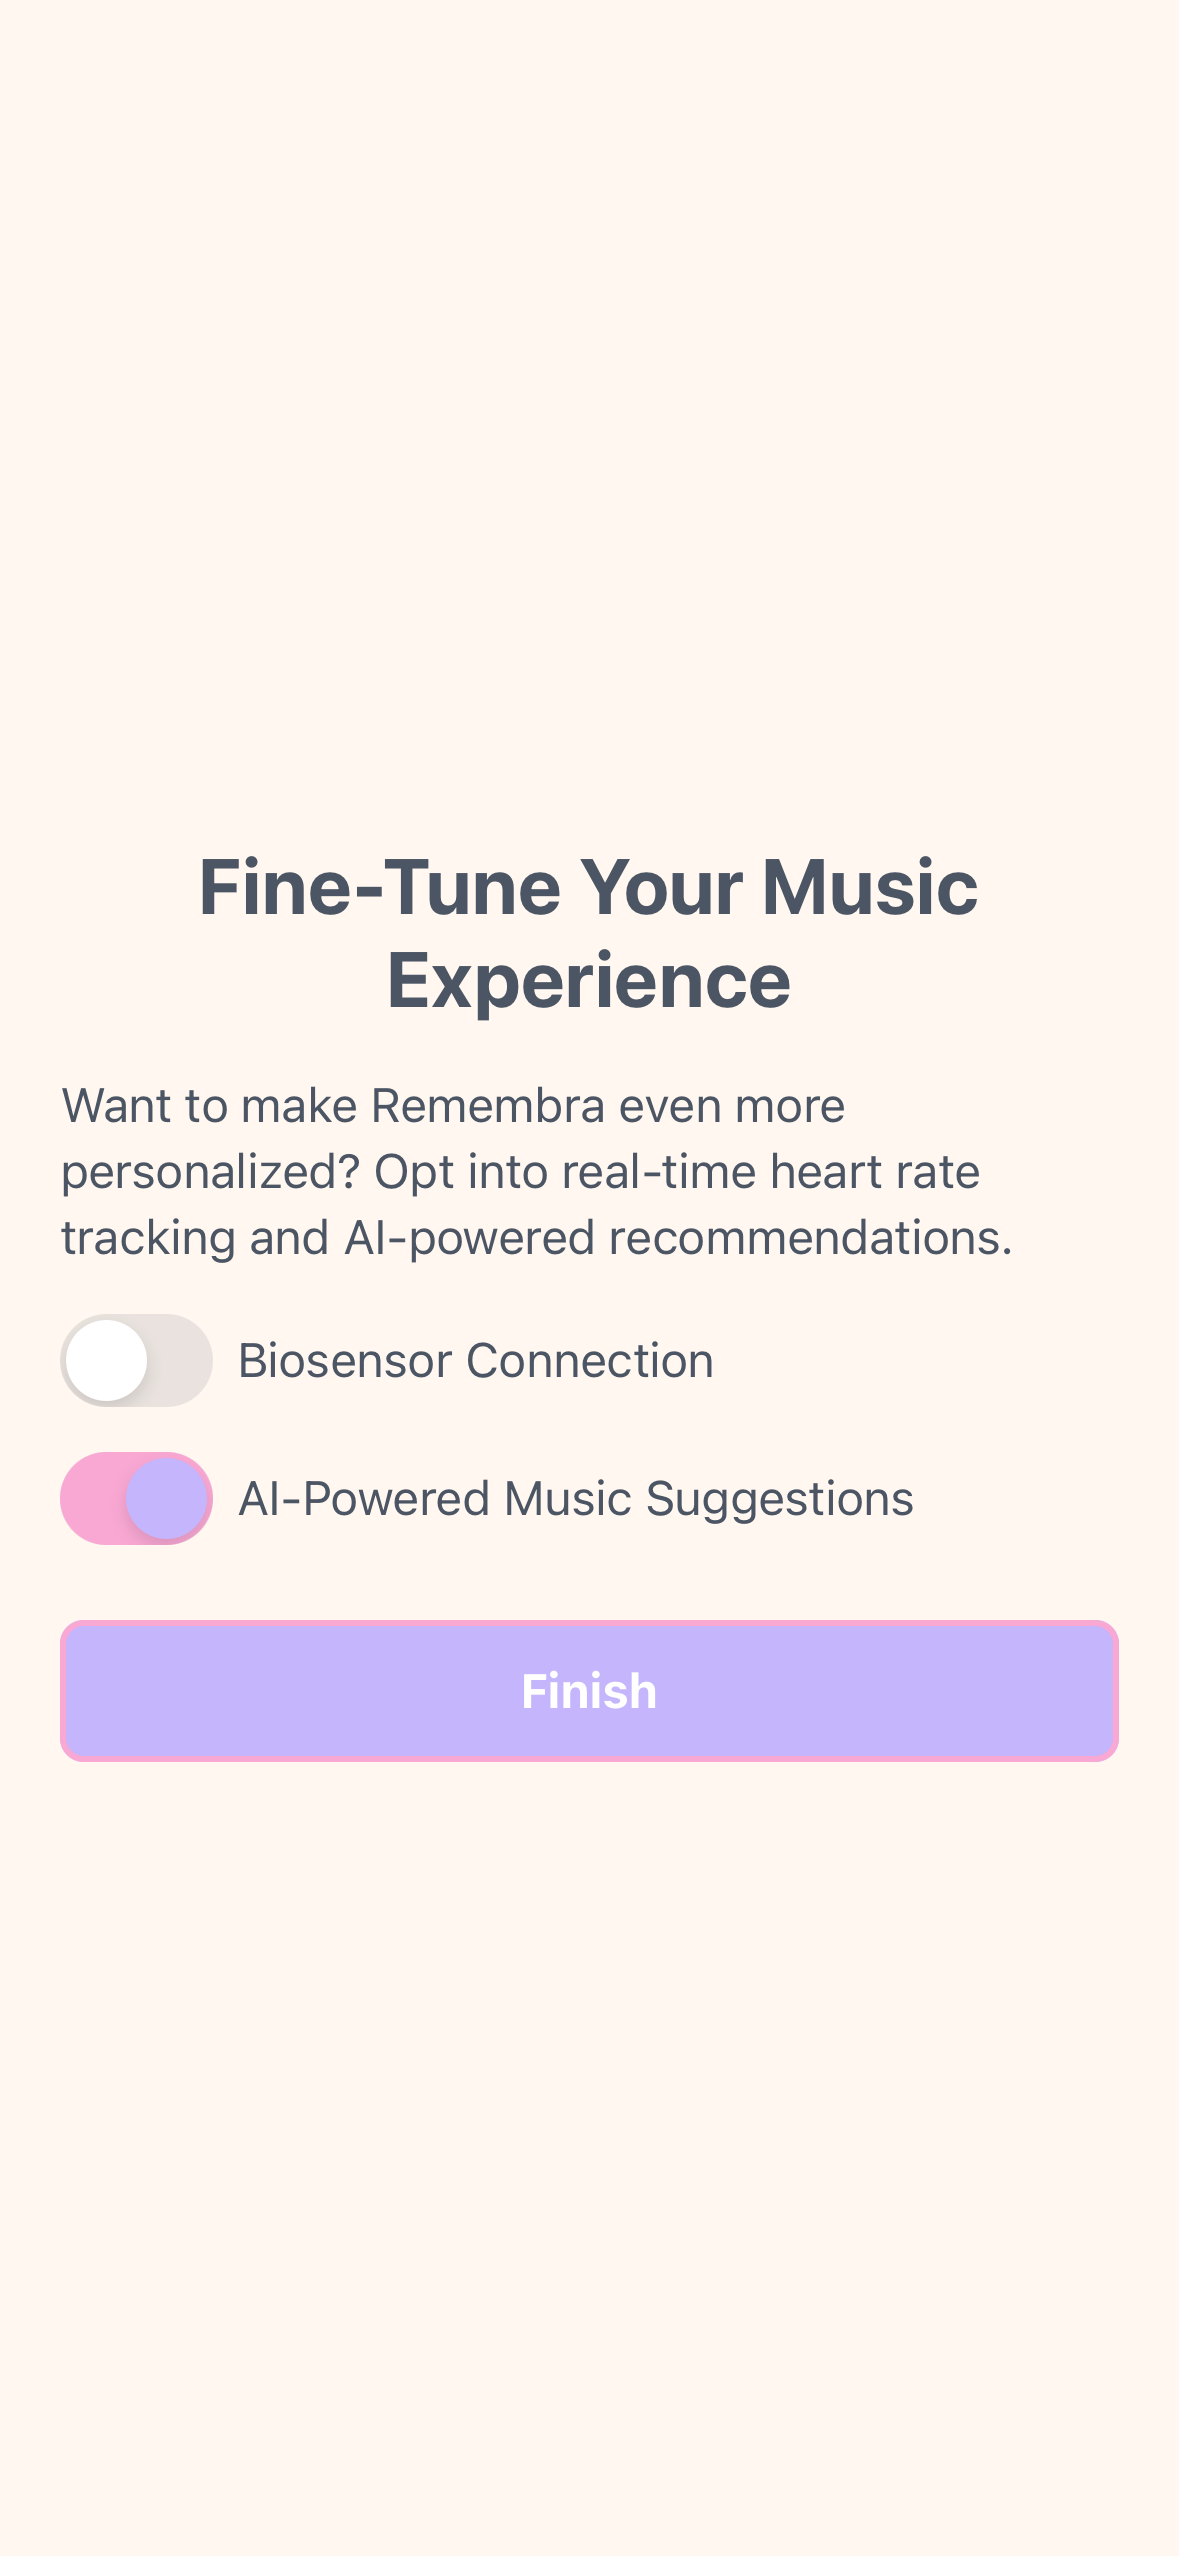 Fine-Tune Your Music
Experience
Want to make Remembra even more
personalized? Opt into real-time heart rate
tracking and AI-powered recommendations.
Biosensor Connection
AI-Powered Music Suggestions
Finish